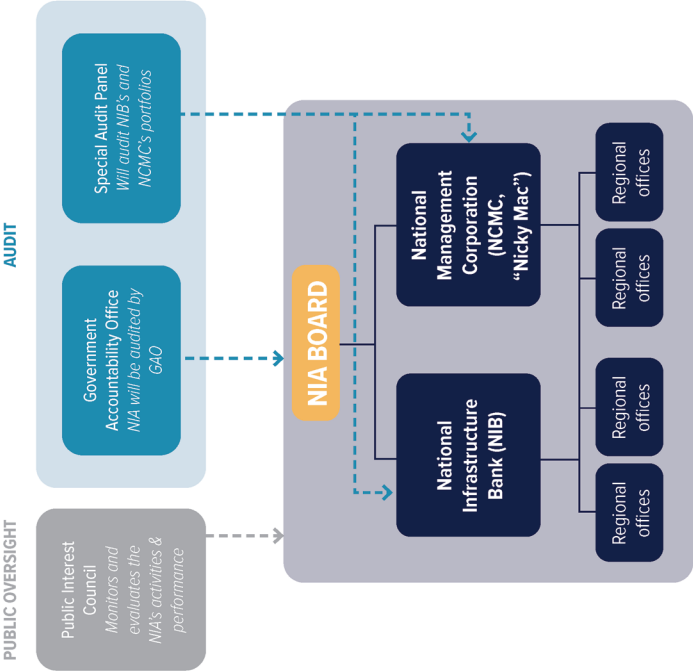 PUBLIC OVERSIGHT
AUDIT
Public Interest
Council
Monitors and
evaluates the
NIA’s activities &
performance
Government
Accountability Office
NIA will be audited by
GAO
Special Audit Panel
Will audit NIB’s and
NCMC’s portfolios
NIA BOARD
National
Infrastructure
Bank (NIB)
National
Management
Corporation
(NCMC,
“Nicky Mac”)
Regional
offices
Regional
offices
Regional
offices
Regional
offices